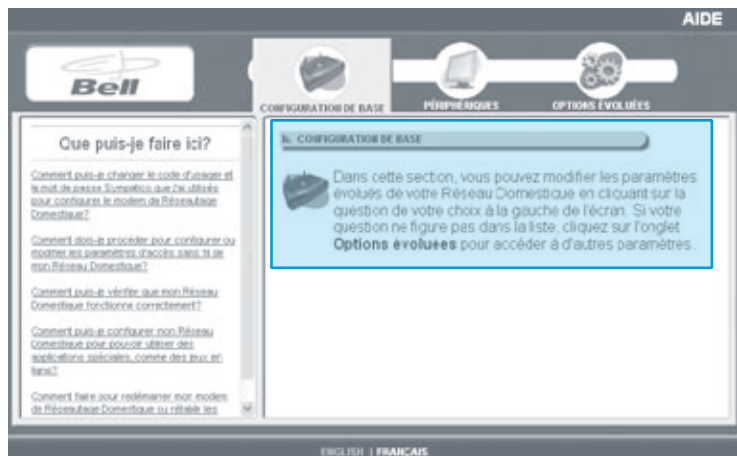 AIDE
Bell
CONFIGURATION DE BASE
PÉRIPHÉRIQUES
OPTIONS ÉVOLUÉES
Que puis-je faire ici?
Comment puis-je changer le code d'usager et
le mot de passe Sympatico que j'ai utilisés
pour configurer le modem de Réseautage
Domestique?
Comment dois-je procéder pour configurer ou
modifier les paramètres d'accès sans fil de
mon Réseau Domestique?
Comment puis-je vérifier que mon Réseau
Domestique fonctionne correctement?
Comment puis-je configurer mon Réseau
Domestique pour pouvoir utiliser des
applications spéciales, comme des jeux en
ligne?
Comment faire pour redémarrer mon modem
de Réseautage Domestique ou rétablir les
CONFIGURATION DE BASE
Dans cette section, vous pouvez modifier les paramètres
évolués de votre Réseau Domestique en cliquant sur la
question de votre choix à la gauche de l'écran. Si votre
question ne figure pas dans la liste, cliquez sur l'onglet
Options évoluées pour accéder à d'autres paramètres.
ENGLISH | FRANÇAIS